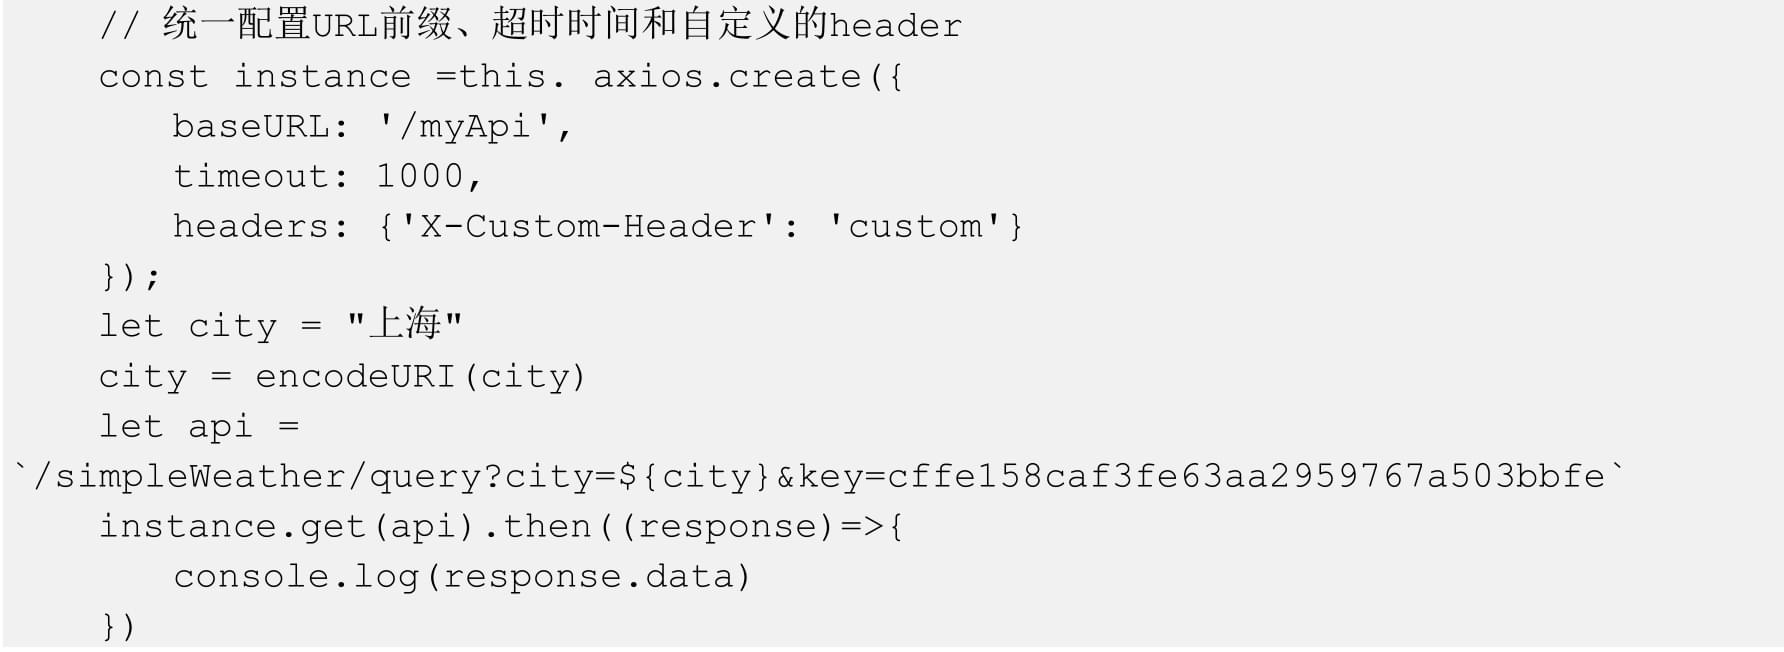 // 统一配置URL前缀、超时时间和自定义的header
const instance =this. axios.create({
baseURL: '/myApi',
timeout: 1000,
headers: {'X-Custom-Header': 'custom'}
});
let city = "上海"
city = encodeURI(city)
let api =
`/simpleWeather/query?city=${city}&key=cffe158caf3fe63aa2959767a503bbfe`
instance.get(api).then((response)=>{
console.log(response.data)
})